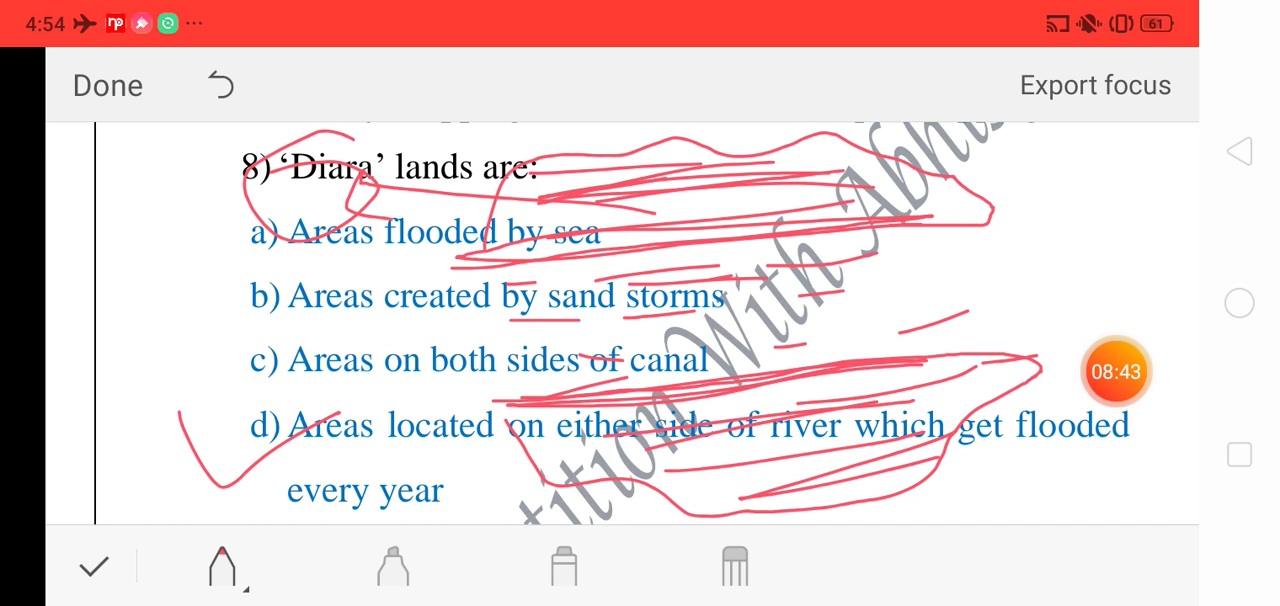 4:54
np
61
Done
Export focus
8) ‘Diara’ lands are:
a) Areas flooded by sea
b) Areas created by sand storms
c) Areas on both sides of canal
08:43
d) Areas located on either side of river which get flooded
every year
With